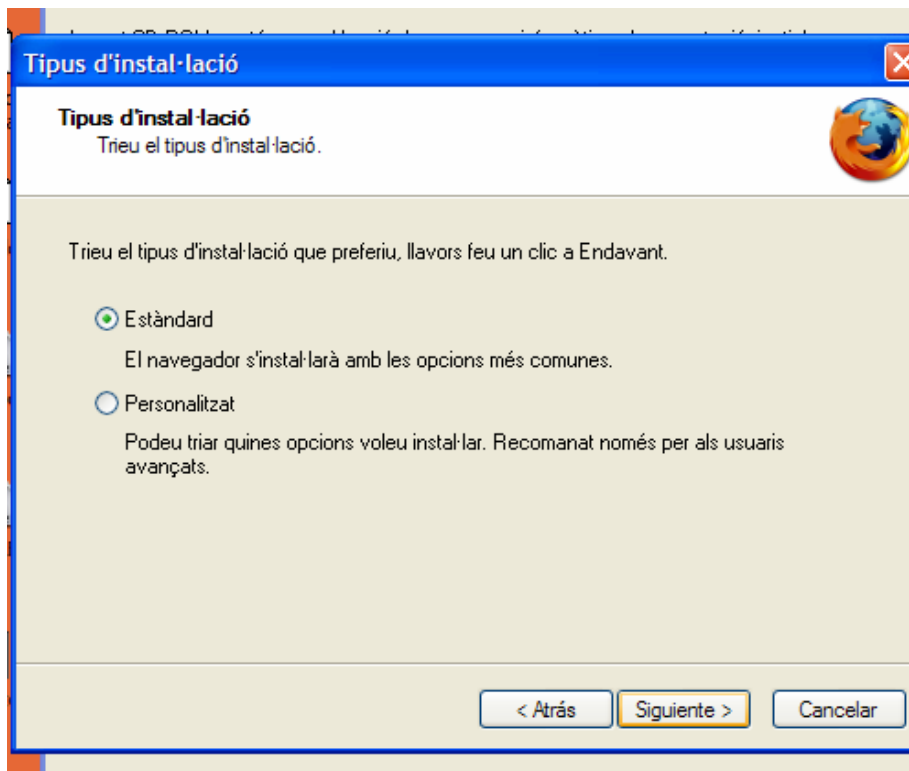 Tipus d'instal·lació
Tipus d'instal·lació
Trieu el tipus d'instal·lació.
Trieu el tipus d'instal·lació que preferiu, llavors feu un clic a Endavant.
Estàndard
El navegador s'instal·larà amb les opcions més comunes.
Personalitzat
Podeu triar quines opcions voleu instal·lar. Recomanat només per als usuaris
avançats.
< Atrás
Siguiente >
Cancelar